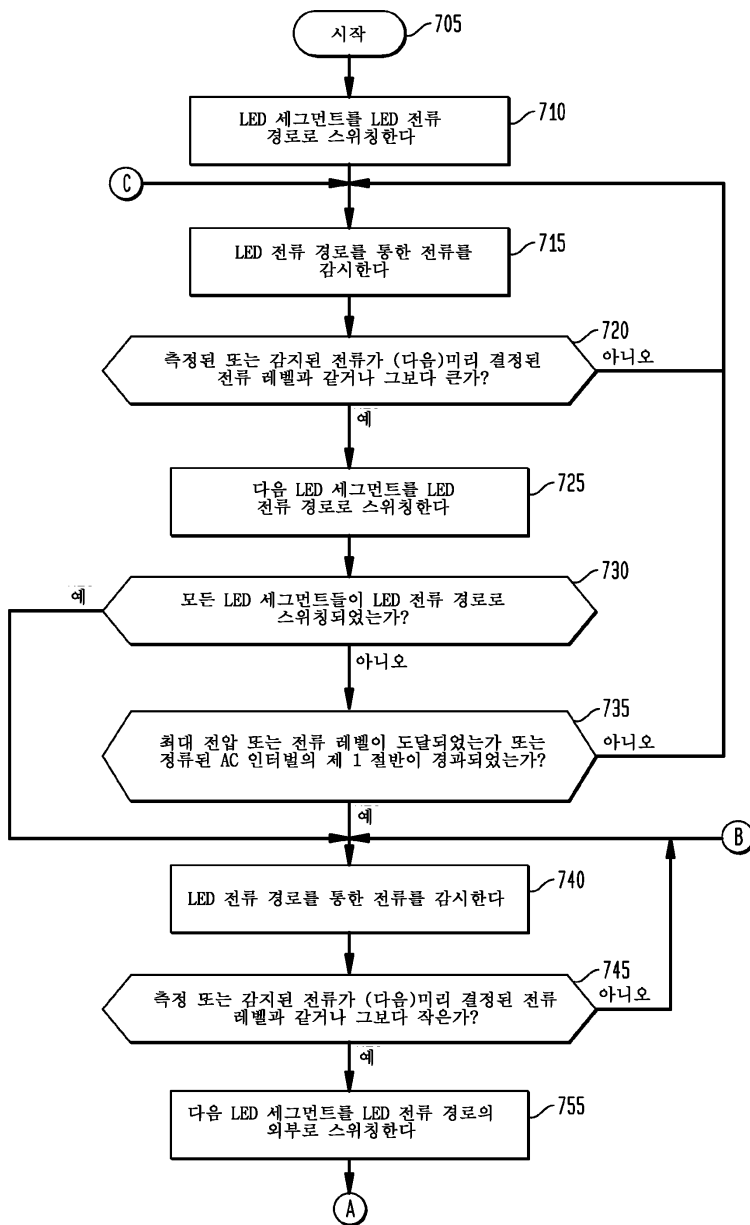 시작
705
LED 세그먼트를 LED 전류
경로로 스위칭한다
710
C
LED 전류 경로를 통한 전류를
감시한다
715
720
측정된 또는 감지된 전류가 (다음)미리 결정된
전류 레벨과 같거나 그보다 큰가?
아니오
예
다음 LED 세그먼트를 LED
전류 경로로 스위칭한다
725
730
예
모든 LED 세그먼트들이 LED 전류 경로로
스위칭되었는가?
아니오
735
최대 전압 또는 전류 레벨이 도달되었는가 또는
정류된 AC 인터벌의 제 1 절반이 경과되었는가?
아니오
예
B
LED 전류 경로를 통한 전류를 감시한다
740
745
측정 또는 감지된 전류가 (다음)미리 결정된 전류
레벨과 같거나 그보다 작은가?
아니오
예
다음 LED 세그먼트를 LED 전류 경로의
외부로 스위칭한다
755
A